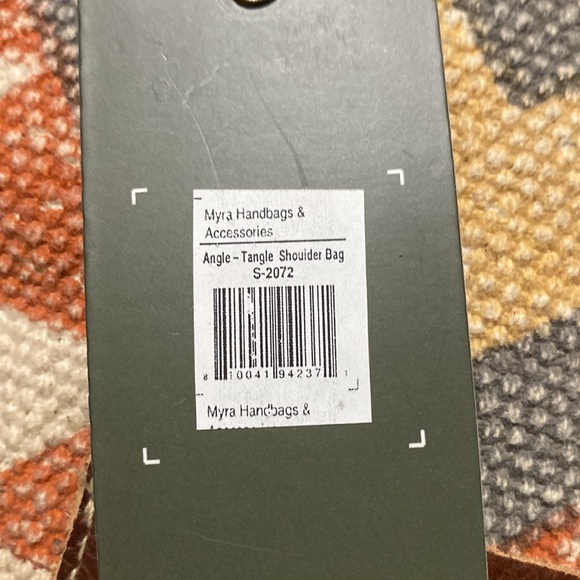 Myra Handbags &
Accessories
Angle-Tangle Shoulder Bag
S-2072
8 10041 94237 1
Myra Handbags &